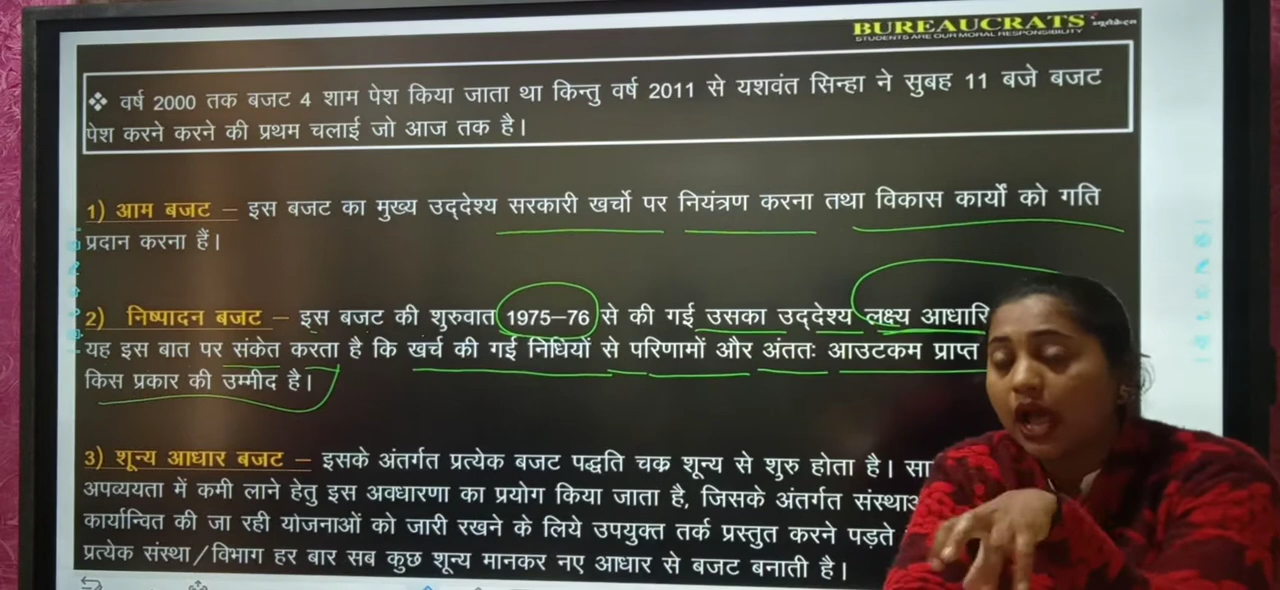 BUREAUCRATS ब्यूरोक्रेट्स
STUDENTS ARE OUR MORAL RESPONSIBILITY
❖ वर्ष 2000 तक बजट 4 शाम पेश किया जाता था किन्तु वर्ष 2011 से यशवंत सिन्हा ने सुबह 11 बजे बजट
पेश करने करने की प्रथम चलाई जो आज तक है।
1) आम बजट – इस बजट का मुख्य उद्देश्य सरकारी खर्चो पर नियंत्रण करना तथा विकास कार्यों को गति
प्रदान करना हैं।
2) निष्पादन बजट – इस बजट की शुरुवात 1975–76 से की गई उसका उद्देश्य लक्ष्य आधारि
यह इस बात पर संकेत करता है कि खर्च की गई निधियों से परिणामों और अंततः आउटकम प्राप्त
किस प्रकार की उम्मीद है।
3) शून्य आधार बजट – इसके अंतर्गत प्रत्येक बजट पद्धति चक्र शून्य से शुरु होता है। सा
अपव्ययता में कमी लाने हेतु इस अवधारणा का प्रयोग किया जाता है, जिसके अंतर्गत संस्था
कार्यान्वित की जा रही योजनाओं को जारी रखने के लिये उपयुक्त तर्क प्रस्तुत करने पड़ते
प्रत्येक संस्था/विभाग हर बार सब कुछ शून्य मानकर नए आधार से बजट बनाती है।